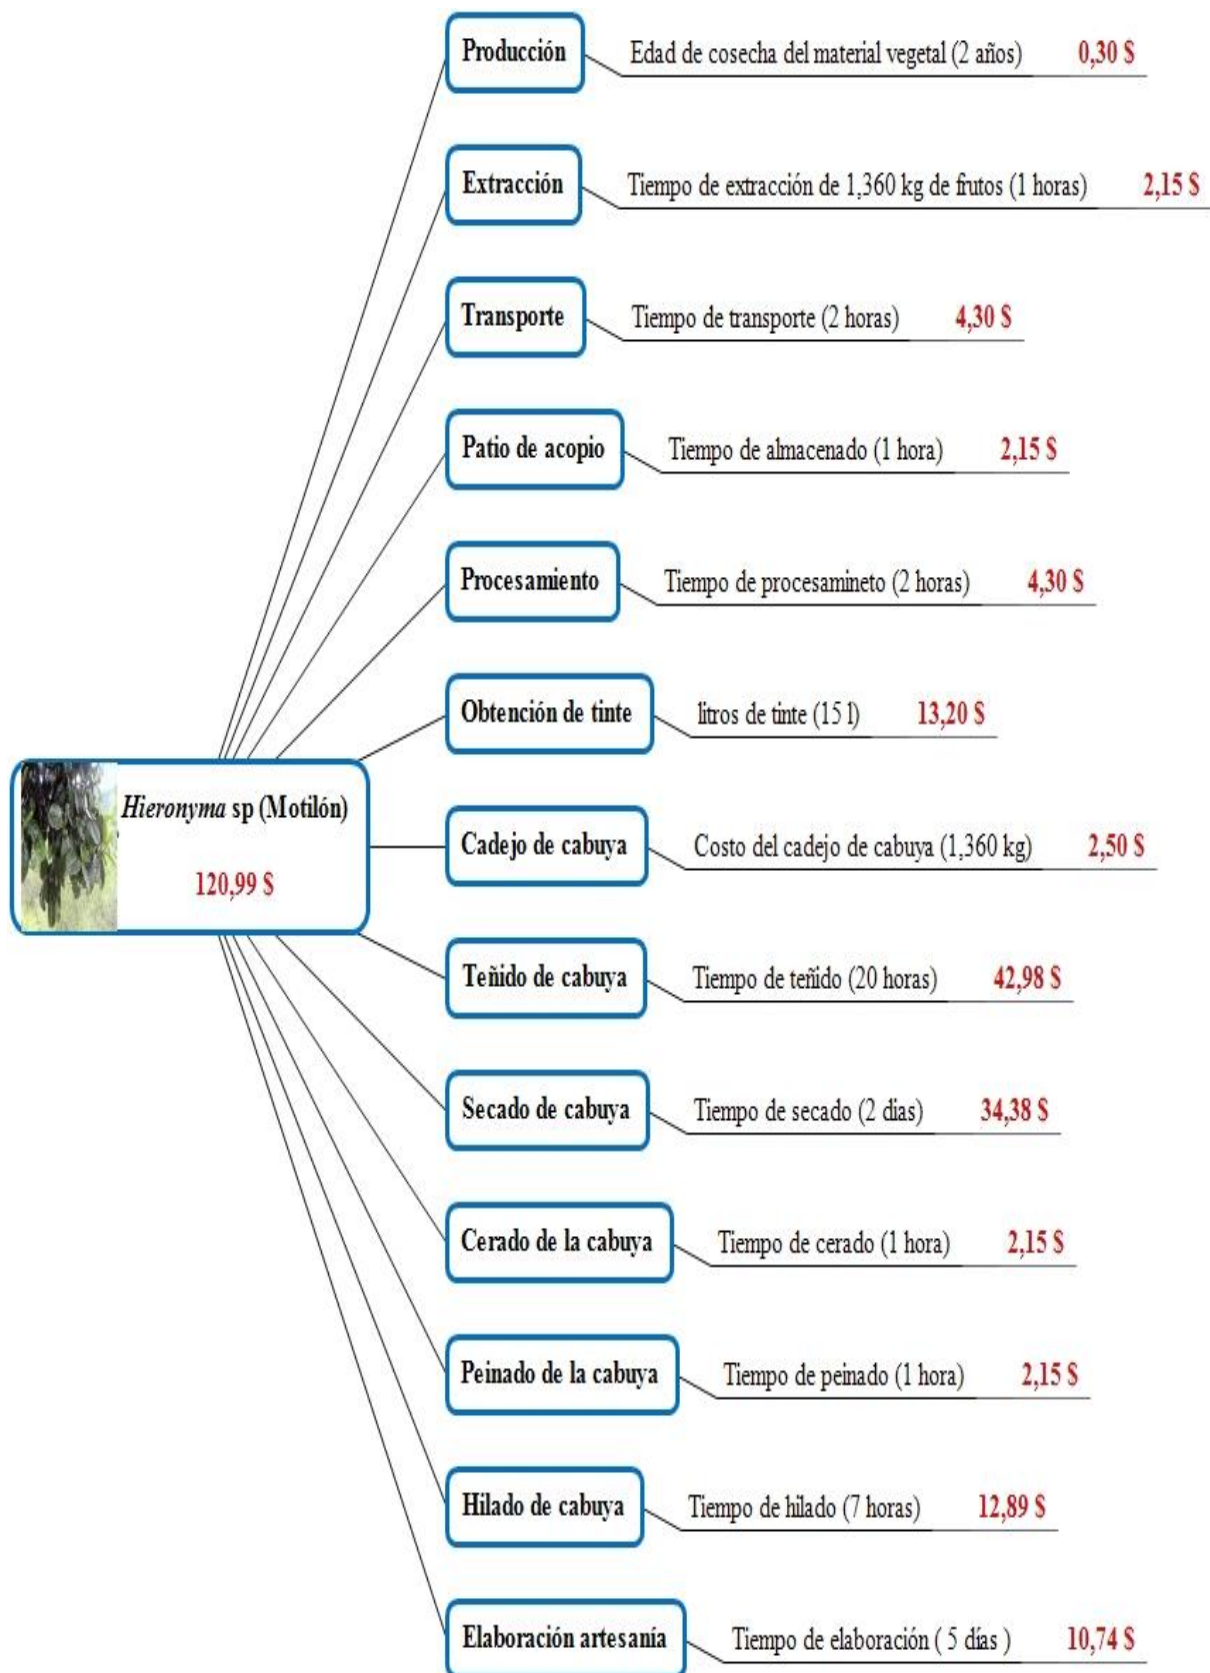 Producción
Edad de cosecha del material vegetal (2 años) 0,30 $
Extracción
Tiempo de extracción de 1,360 kg de frutos (1 horas) 2,15 $
Transporte
Tiempo de transporte (2 horas) 4,30 $
Patio de acopio
Tiempo de almacenado (1 hora) 2,15 $
Procesamiento
Tiempo de procesamineto (2 horas) 4,30 $
Obtención de tinte
litros de tinte (15 l) 13,20 $
Hieronyma sp (Motilón)
120,99 $
Cadejo de cabuya
Costo del cadejo de cabuya (1,360 kg) 2,50 $
Teñido de cabuya
Tiempo de teñido (20 horas) 42,98 $
Secado de cabuya
Tiempo de secado (2 dias) 34,38 $
Cerado de la cabuya
Tiempo de cerado (1 hora) 2,15 $
Peinado de la cabuya
Tiempo de peinado (1 hora) 2,15 $
Hilado de cabuya
Tiempo de hilado (7 horas) 12,89 $
Elaboración artesanía
Tiempo de elaboración ( 5 días ) 10,74 $